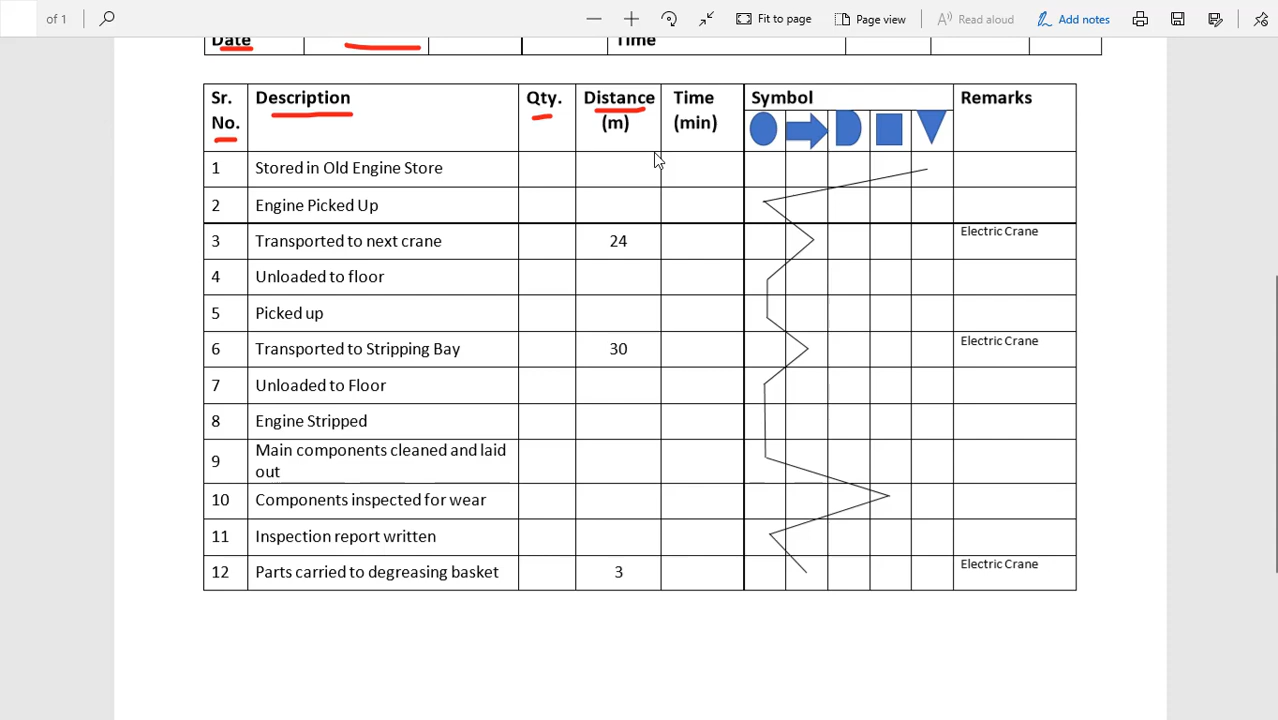 of 1
Fit to page
Page view
A)) Read aloud
Add notes
Date Time
Sr. No. Description Qty. Distance (m) Time (min) Symbol Remarks
1 Stored in Old Engine Store
2 Engine Picked Up
3 Transported to next crane 24 Electric Crane
4 Unloaded to floor
5 Picked up
6 Transported to Stripping Bay 30 Electric Crane
7 Unloaded to Floor
8 Engine Stripped
9 Main components cleaned and laid
out
10 Components inspected for wear
11 Inspection report written
12 Parts carried to degreasing basket 3 Electric Crane